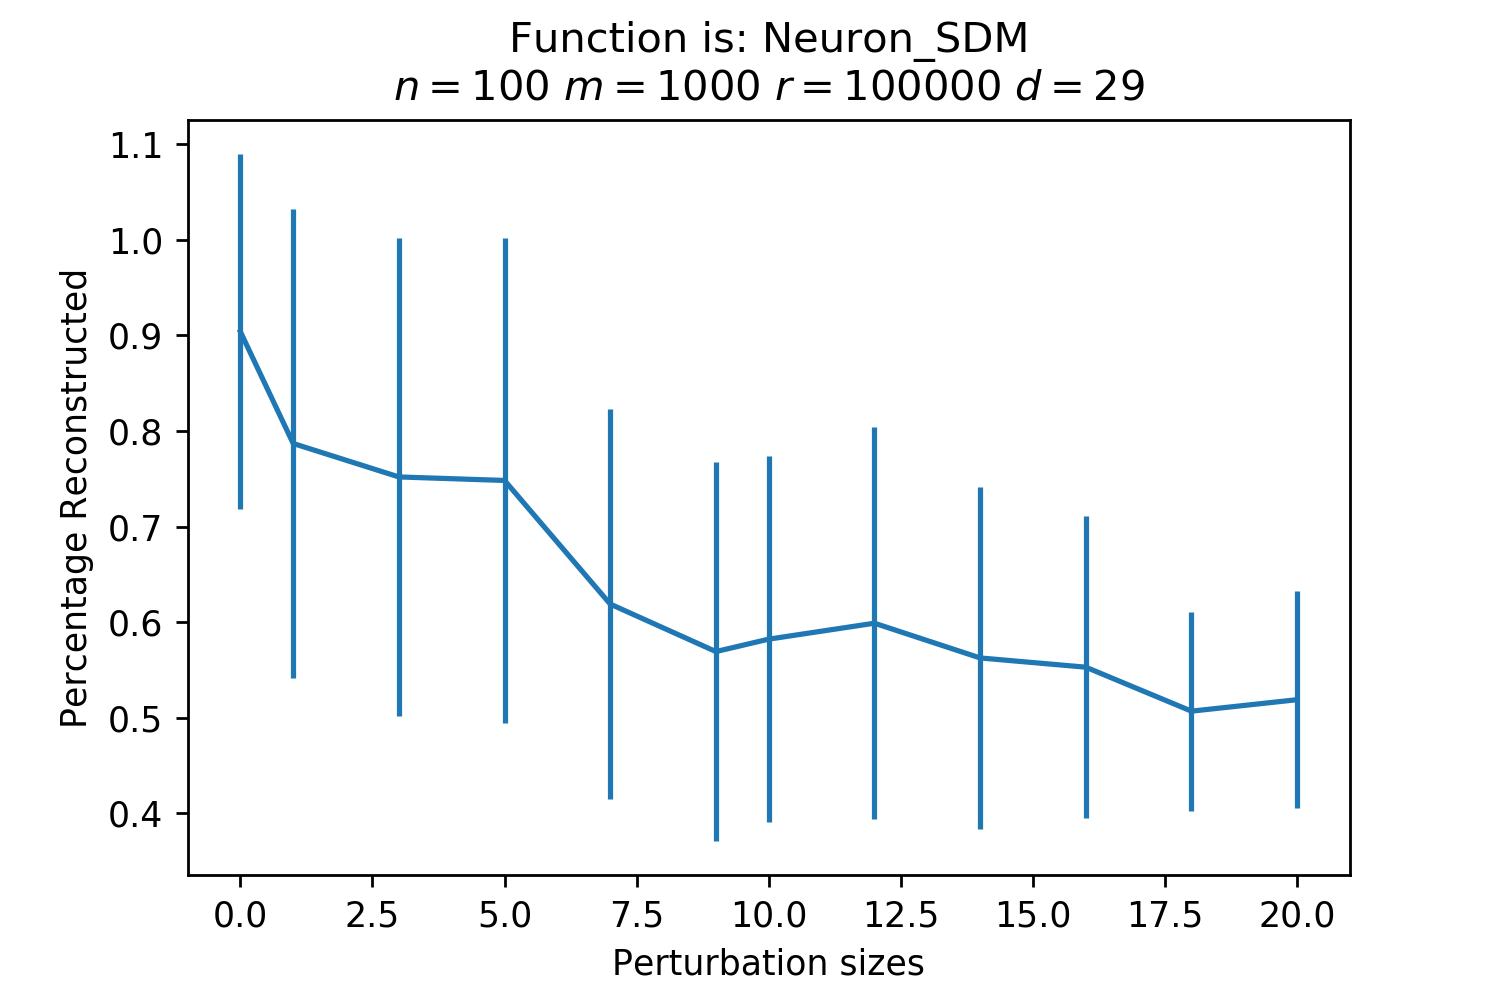 Function is: Neuron_SDM
n = 100 m = 1000 r = 100000 d = 29
1.1
1.0
0.9
0.8
0.7
0.6
0.5
0.4
Percentage Reconstructed
0.0 2.5 5.0 7.5 10.0 12.5 15.0 17.5 20.0
Perturbation sizes